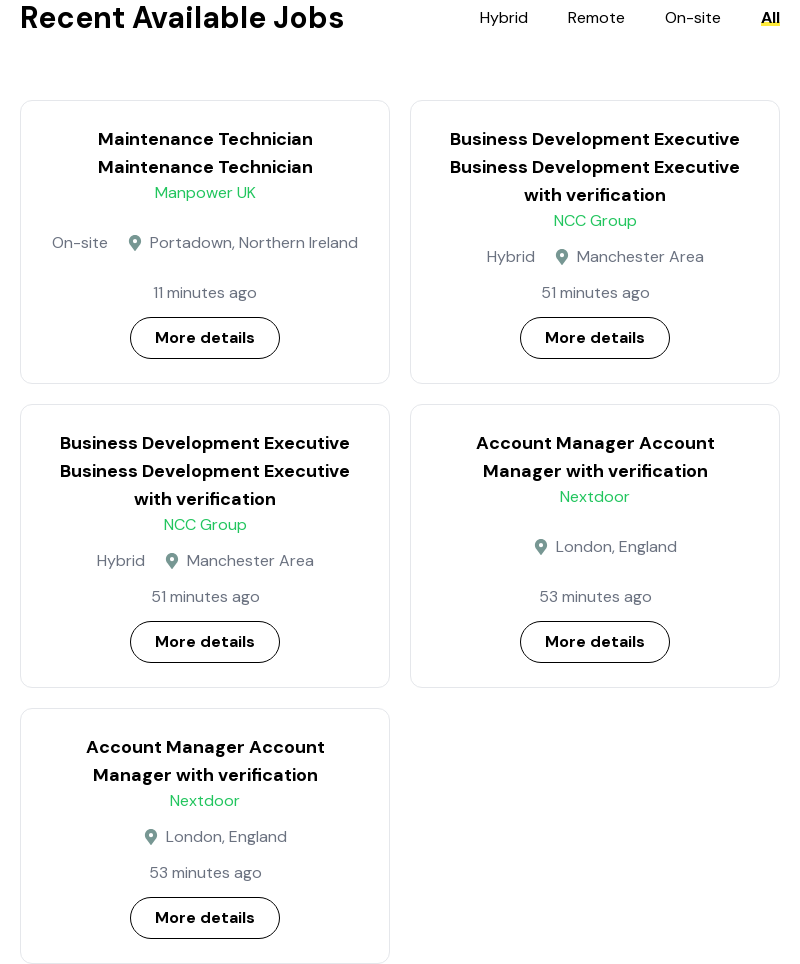 Recent Available Jobs
Hybrid Remote On-site All
Maintenance Technician
Maintenance Technician
Manpower UK
On-site Portadown, Northern Ireland
11 minutes ago
More details
Business Development Executive
Business Development Executive
with verification
NCC Group
Hybrid Manchester Area
51 minutes ago
More details
Business Development Executive
Business Development Executive
with verification
NCC Group
Hybrid Manchester Area
51 minutes ago
More details
Account Manager Account
Manager with verification
Nextdoor
London, England
53 minutes ago
More details
Account Manager Account
Manager with verification
Nextdoor
London, England
53 minutes ago
More details